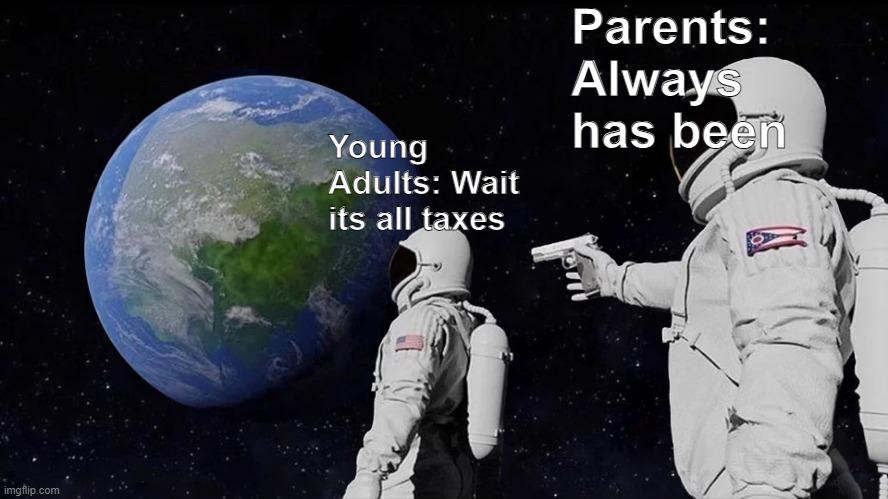 Parents:
Always
has been
Young
Adults: Wait
its all taxes
imgflip.com